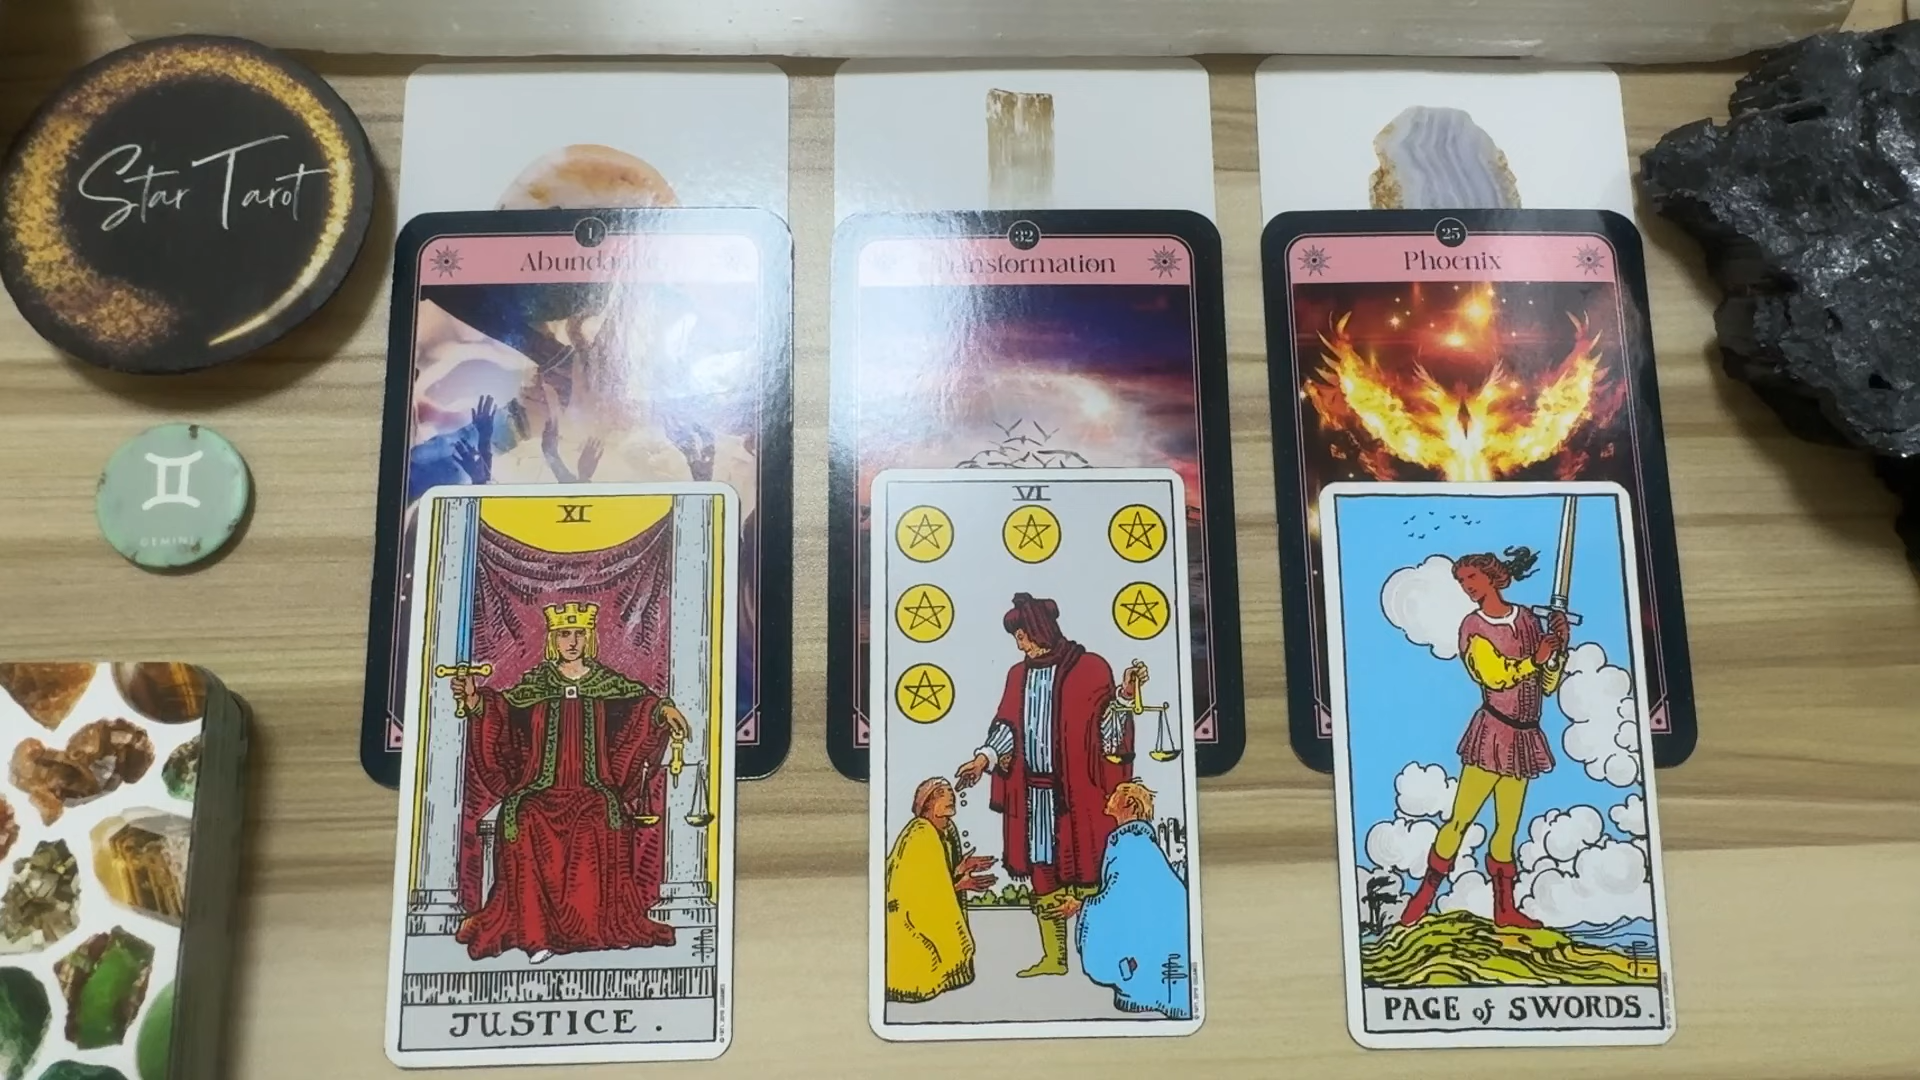 Star Tarot
1
Abundance
32
Transformation
25
Phoenix
GEMINI
XI
JUSTICE.
VI
PAGE of SWORDS.